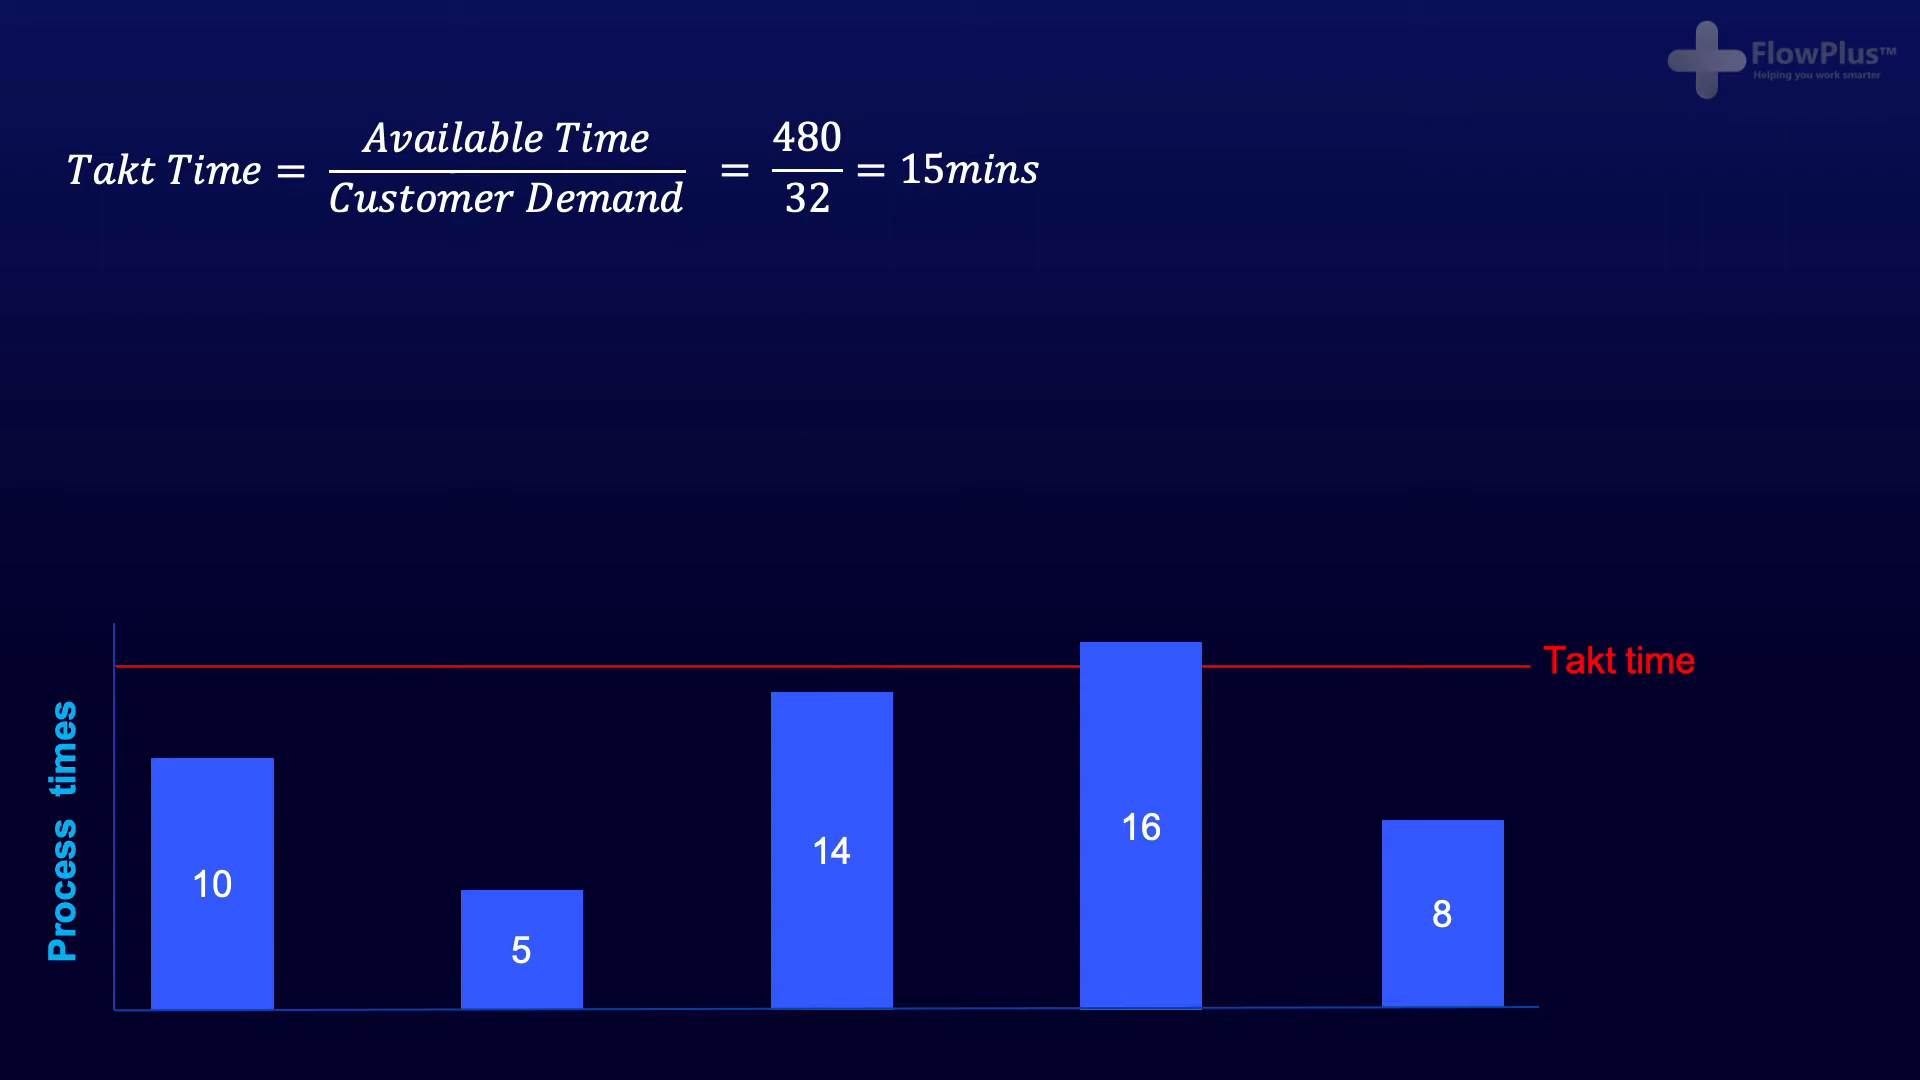 FlowPlus™
Helping you work smarter
Takt Time = Available Time / Customer Demand = 480 / 32 = 15mins
Takt time
Process times
10
5
14
16
8